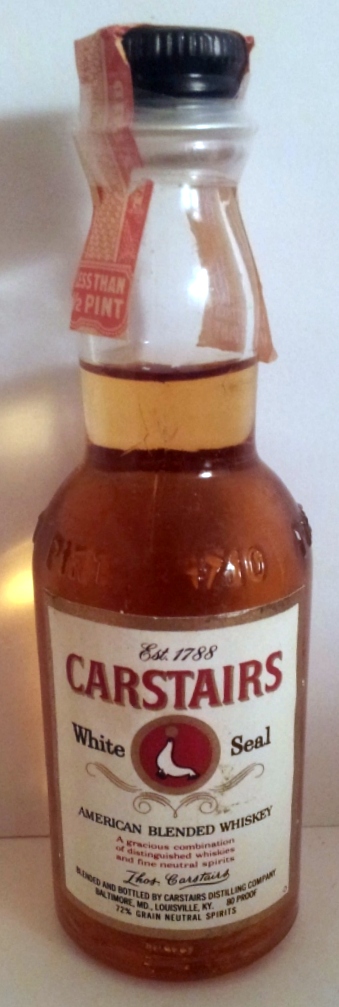 LESS THAN
½ PINT
PINT 1/10
Est. 1788
CARSTAIRS
White Seal
AMERICAN BLENDED WHISKEY
A gracious combination
of distinguished whiskies
and fine neutral spirits
Thos. Carstairs
BLENDED AND BOTTLED BY CARSTAIRS DISTILLING COMPANY
BALTIMORE, MD., LOUISVILLE, KY. 80 PROOF
72% GRAIN NEUTRAL SPIRITS